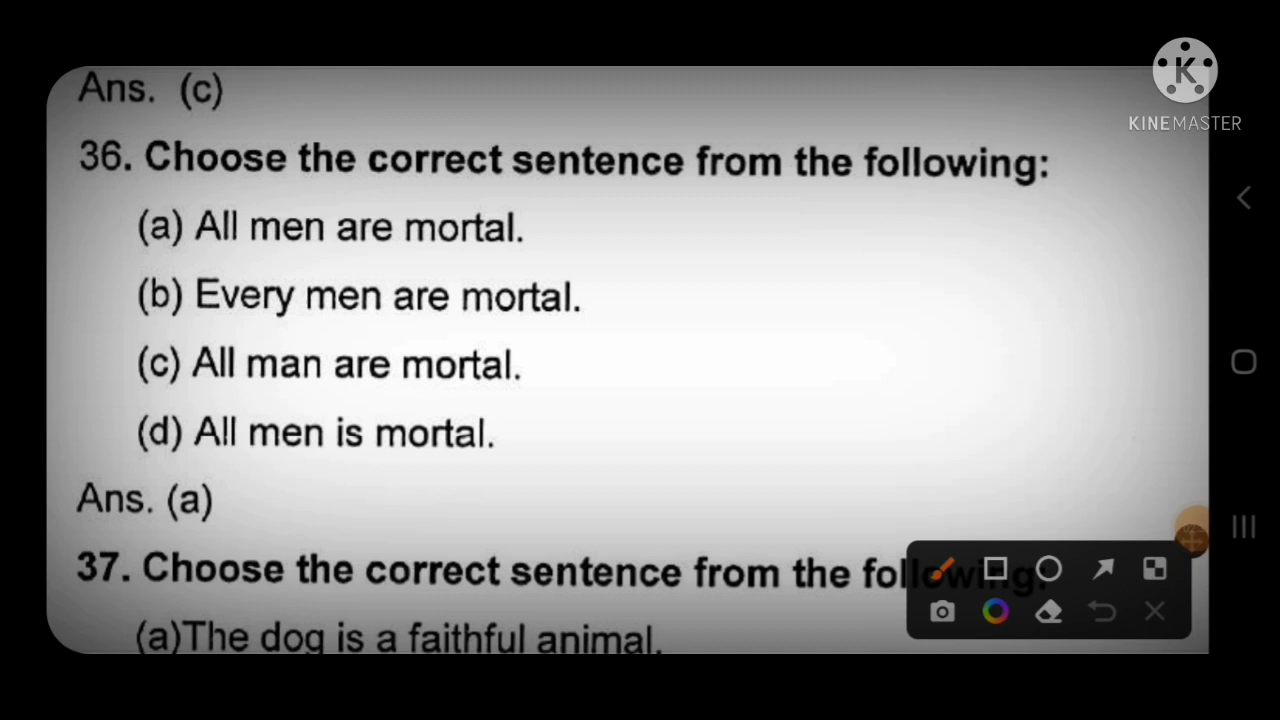 Ans. (c)
KINEMASTER
36. Choose the correct sentence from the following:
(a) All men are mortal.
(b) Every men are mortal.
(c) All man are mortal.
(d) All men is mortal.
Ans. (a)
37. Choose the correct sentence from the following:
(a)The dog is a faithful animal.